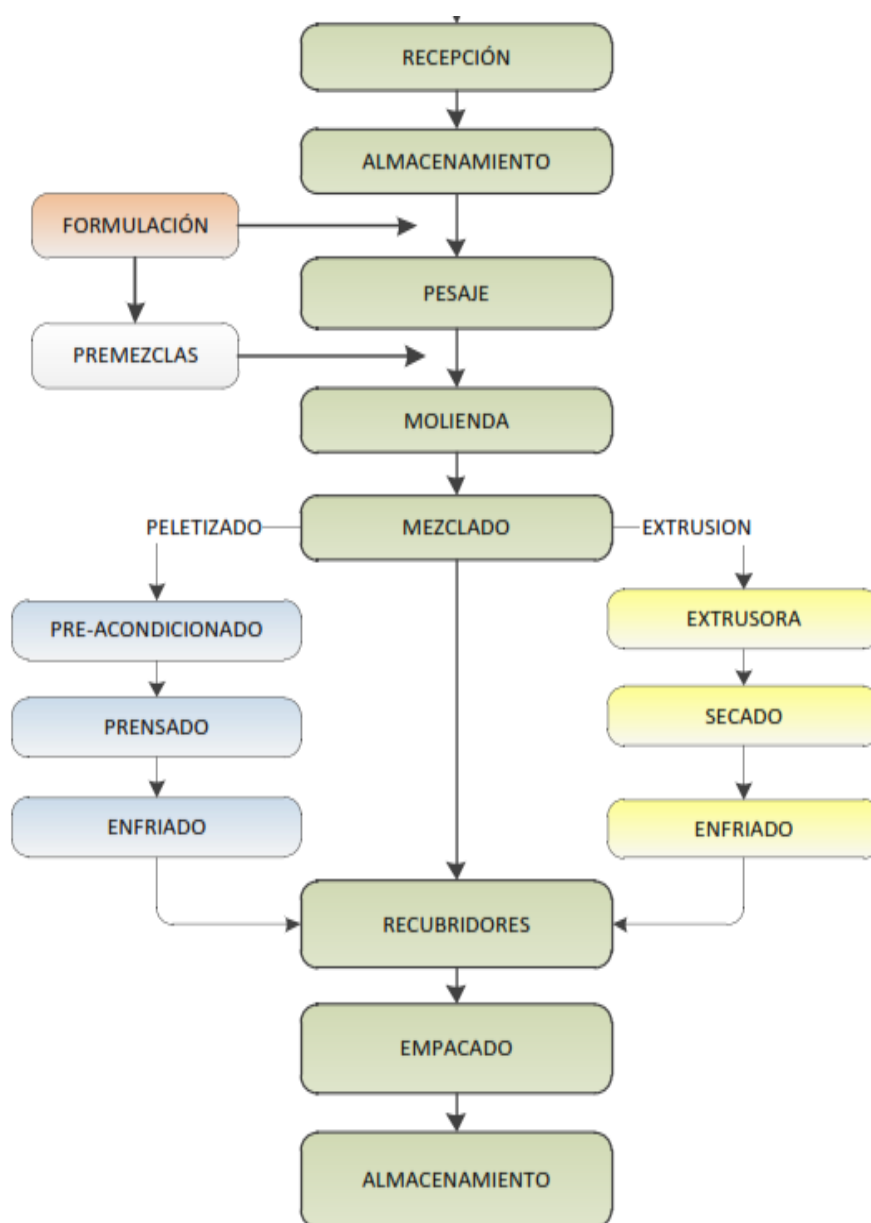 RECEPCIÓN
ALMACENAMIENTO
FORMULACIÓN
PESAJE
PREMEZCLAS
MOLIENDA
PELETIZADO
MEZCLADO
EXTRUSION
PRE-ACONDICIONADO
EXTRUSORA
PRENSADO
SECADO
ENFRIADO
ENFRIADO
RECUBRIDORES
EMPACADO
ALMACENAMIENTO